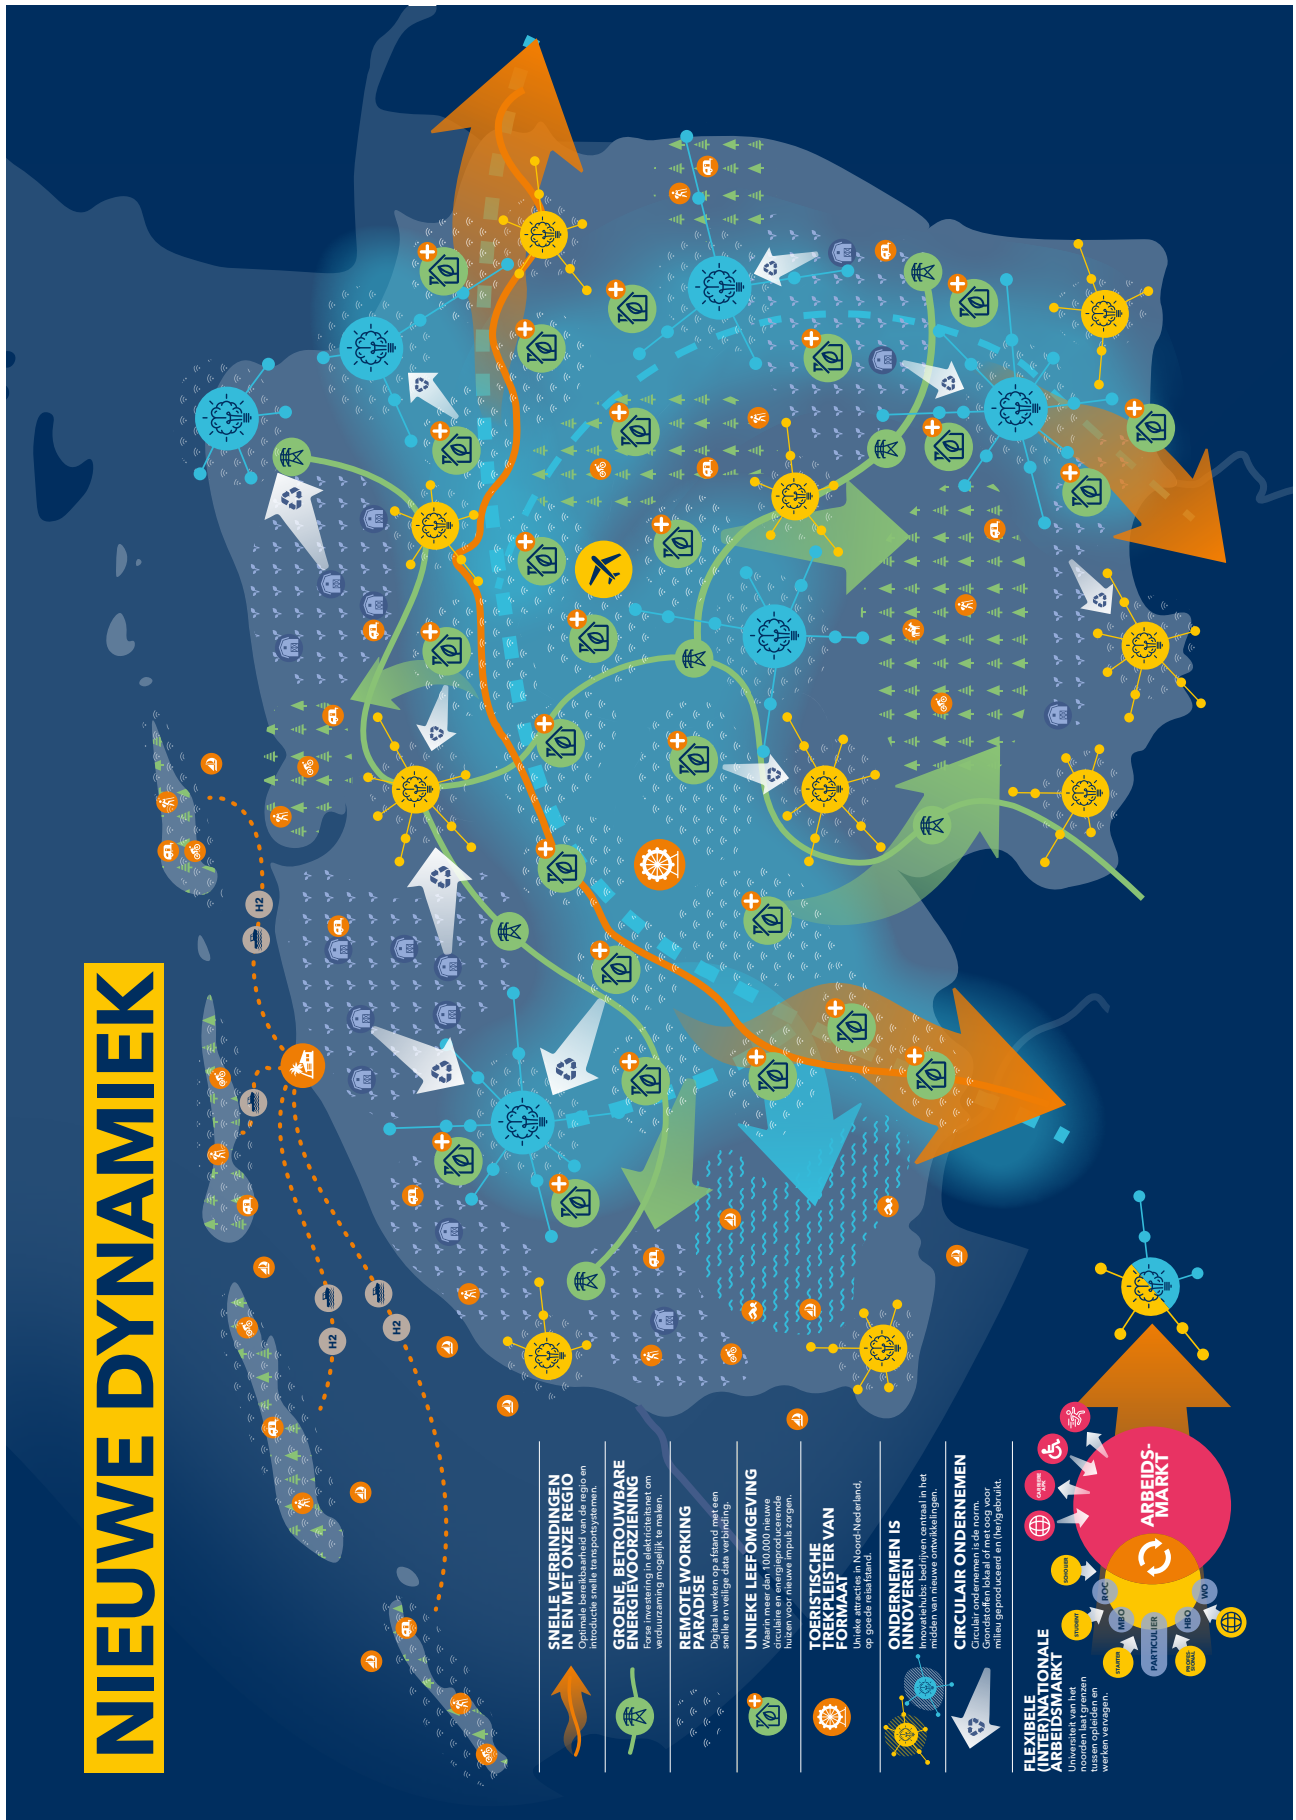 NIEUWE DYNAMIEK
H2
H2
H2
SNELLE VERBINDINGEN
IN EN MET ONZE REGIO
Optimale bereikbaarheid van de regio en
introductie snelle transportsystemen.
GROENE, BETROUWBARE
ENERGIEVOORZIENING
Forse investering in elektriciteitsnet om
verduurzaming mogelijk te maken.
REMOTE WORKING
PARADISE
Digitaal werken op afstand met een
snelle en veilige data verbinding.
UNIEKE LEEFOMGEVING
Waarin meer dan 100.000 nieuwe
circulaire en energieproducerende
huizen voor nieuwe impuls zorgen.
TOERISTISCHE
TREKPLEISTER VAN
FORMAAT
Unieke attracties in Noord-Nederland,
op goede reisafstand.
ONDERNEMEN IS
INNOVEREN
Innovatiehubs: bedrijven centraal in het
midden van nieuwe ontwikkelingen.
CIRCULAIR ONDERNEMEN
Circulair ondernemen is de norm.
Grondstoffen lokaal of met oog voor
milieu geproduceerd en (her)gebruikt.
FLEXIBELE
(INTER)NATIONALE
ARBEIDSMARKT
Universiteit van het
noorden laat grenzen
tussen opleiden en
werken vervagen.
STARTER
STUDENT
SCHOLIER
PROFES-
SIONAL
PARTICULIER
MBO
ROC
HBO
WO
CARRIERE
APK
ARBEIDS-
MARKT